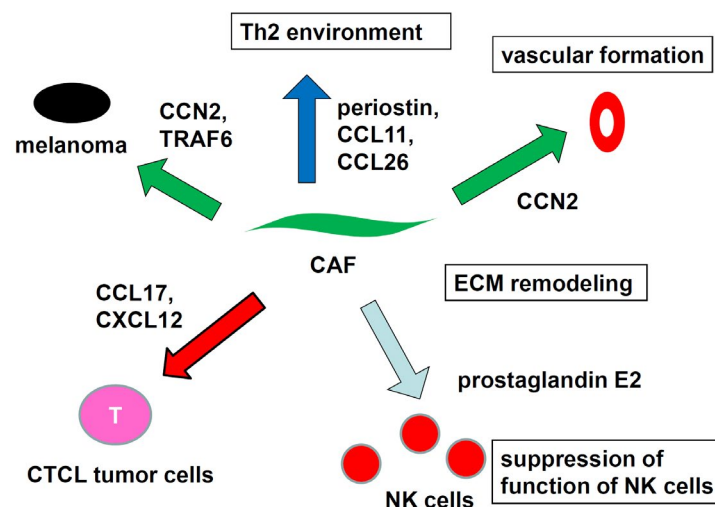 Th2 environment
vascular formation
melanoma
CCN2,
TRAF6
periostin,
CCL11,
CCL26
CCN2
CAF
ECM remodeling
CCL17,
CXCL12
prostaglandin E2
T
CTCL tumor cells
NK cells
suppression of
function of NK cells